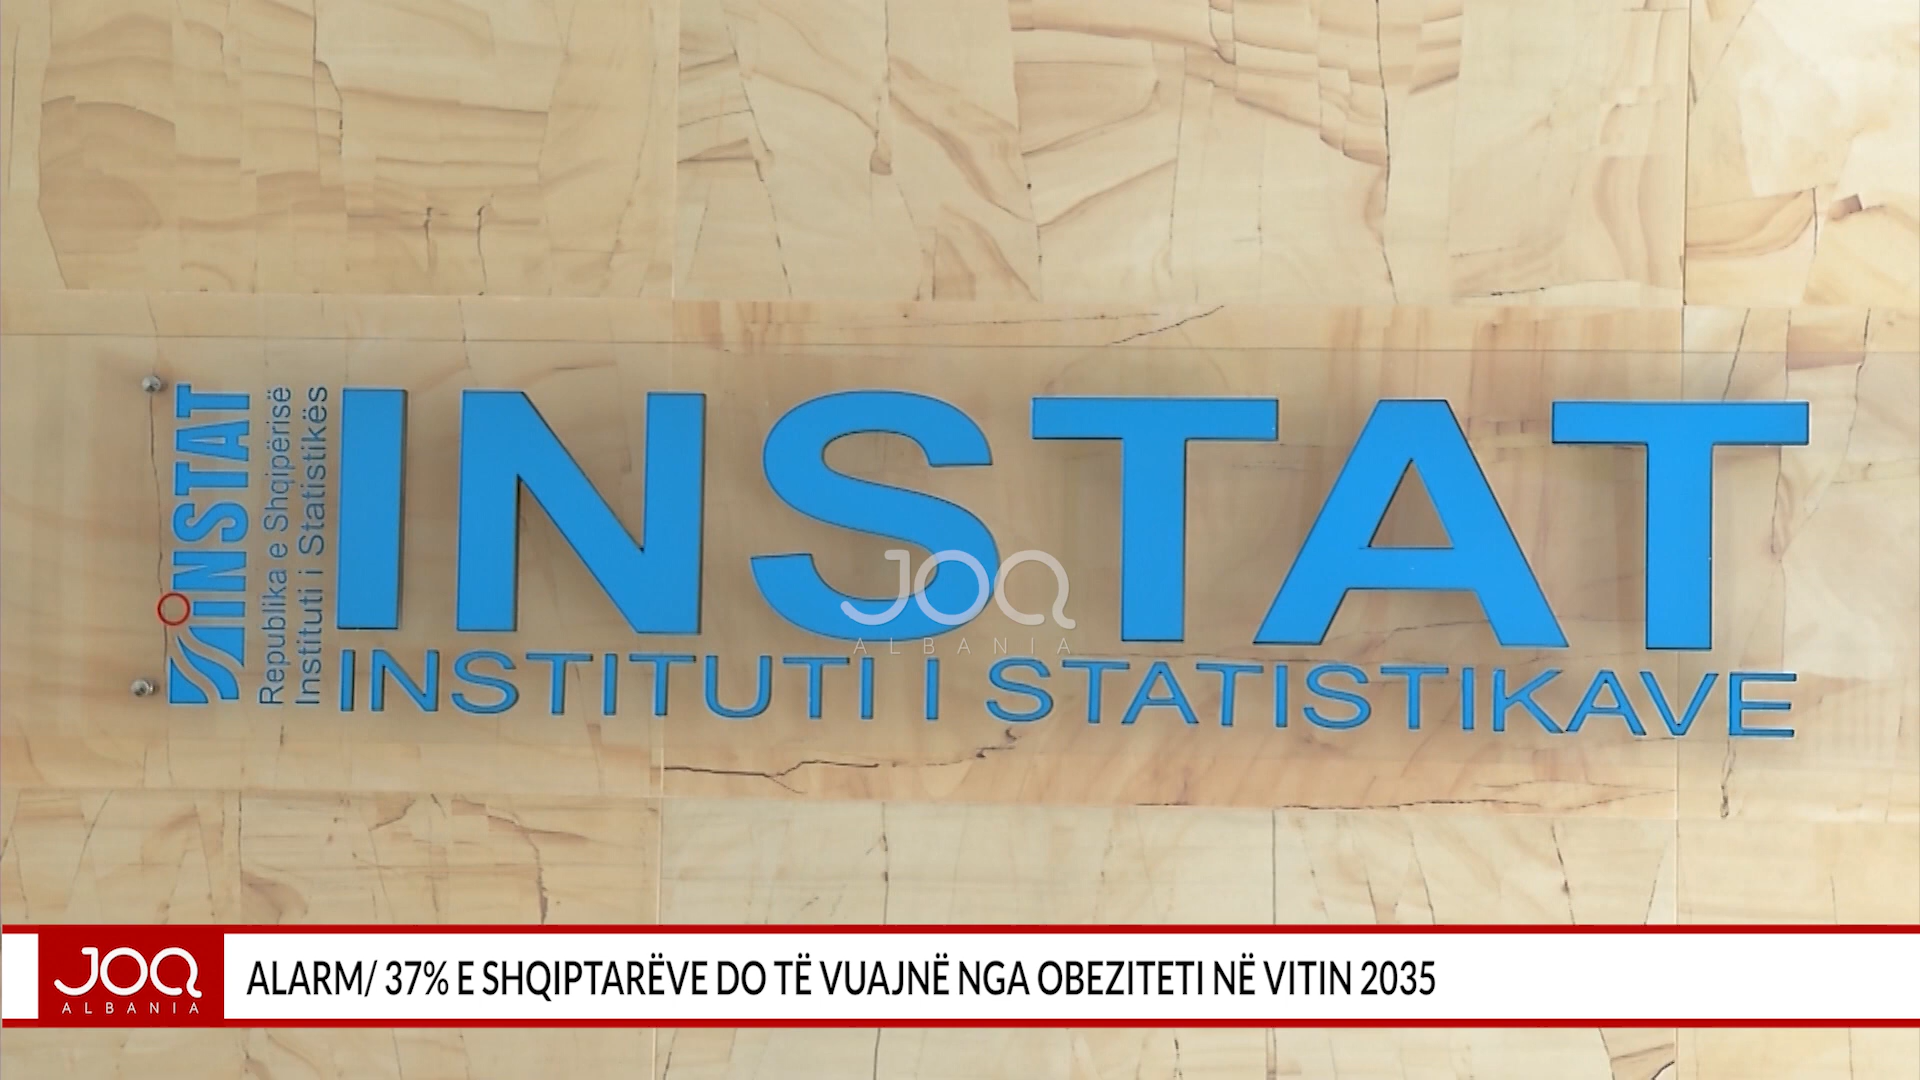 INSTAT
Republika e Shqipërisë
Instituti i Statistikës
INSTAT
INSTITUTI I STATISTIKAVE
JOQ
ALBANIA
JOQ
ALBANIA
ALARM/ 37% E SHQIPTARËVE DO TË VUAJNË NGA OBEZITETI NË VITIN 2035